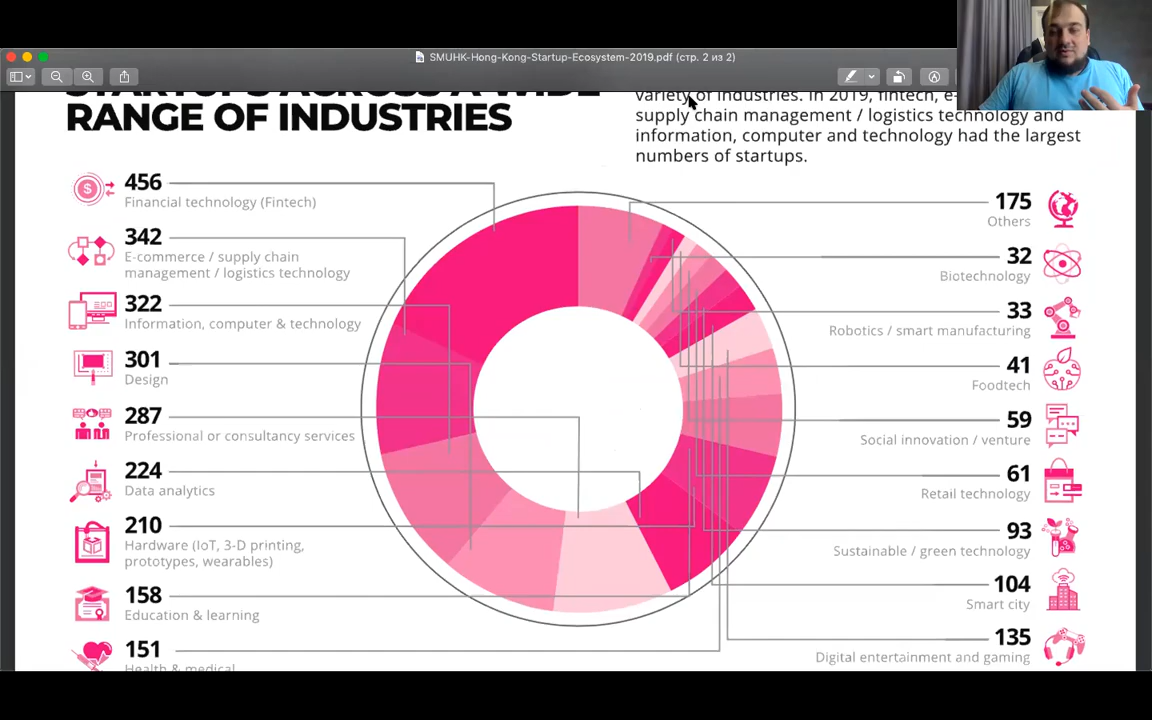 SMUHK-Hong-Kong-Startup-Ecosystem-2019.pdf (стр. 2 из 2)
STARTUPS ACROSS A WIDE
RANGE OF INDUSTRIES
variety of industries. In 2019, fintech, e-
supply chain management / logistics technology and
information, computer and technology had the largest
numbers of startups.
456
Financial technology (Fintech)
342
E-commerce / supply chain
management / logistics technology
322
Information, computer & technology
301
Design
287
Professional or consultancy services
224
Data analytics
210
Hardware (IoT, 3-D printing,
prototypes, wearables)
158
Education & learning
151
Health & medical
175
Others
32
Biotechnology
33
Robotics / smart manufacturing
41
Foodtech
59
Social innovation / venture
61
Retail technology
93
Sustainable / green technology
104
Smart city
135
Digital entertainment and gaming